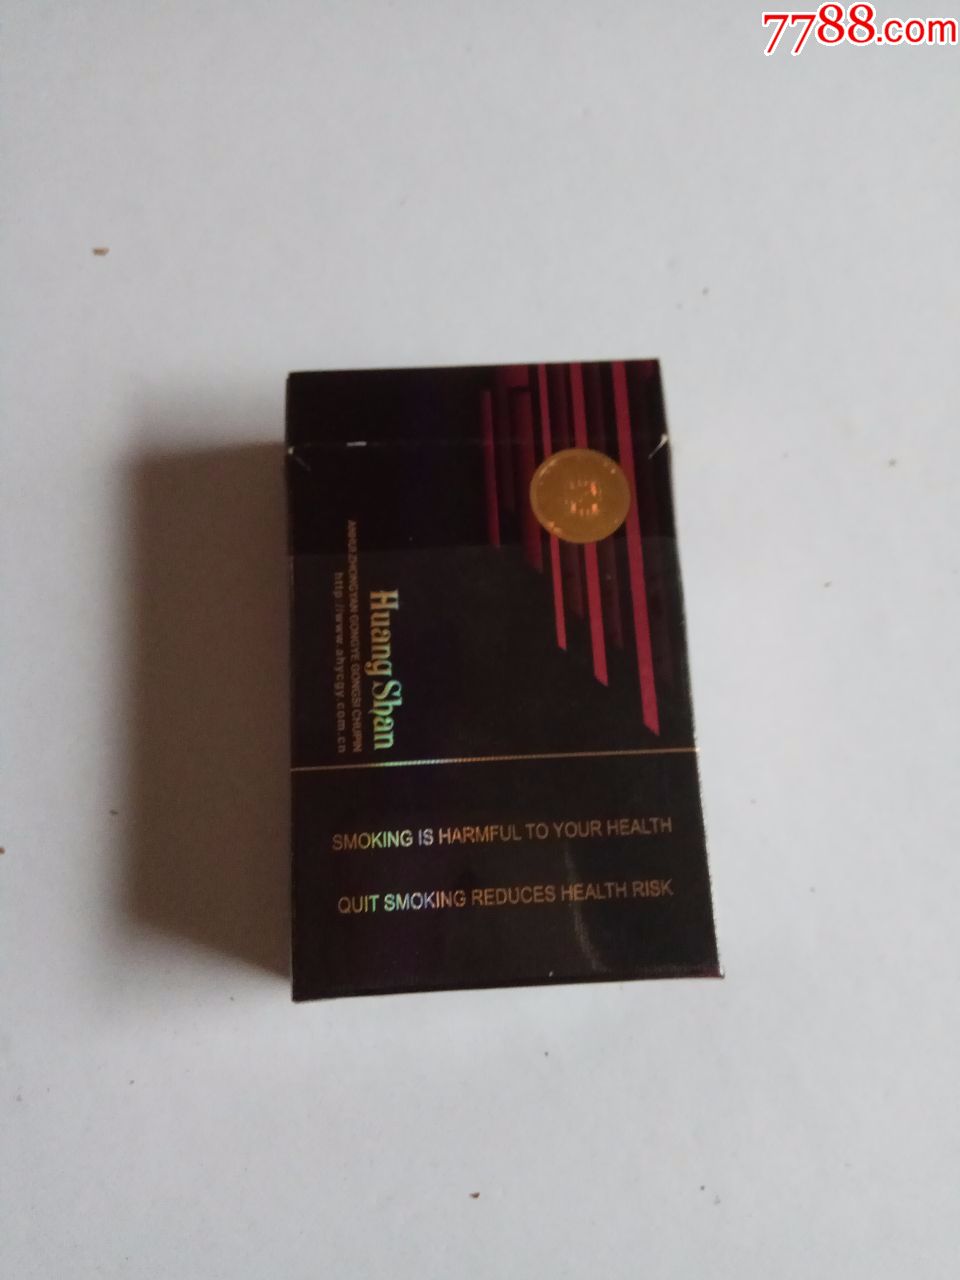 7788.com
Huang Shan
ANHUI ZHONGYAN GONGYE GONGSI CHUPIN
http://www.ahycgy.com.cn
SMOKING IS HARMFUL TO YOUR HEALTH
QUIT SMOKING REDUCES HEALTH RISK